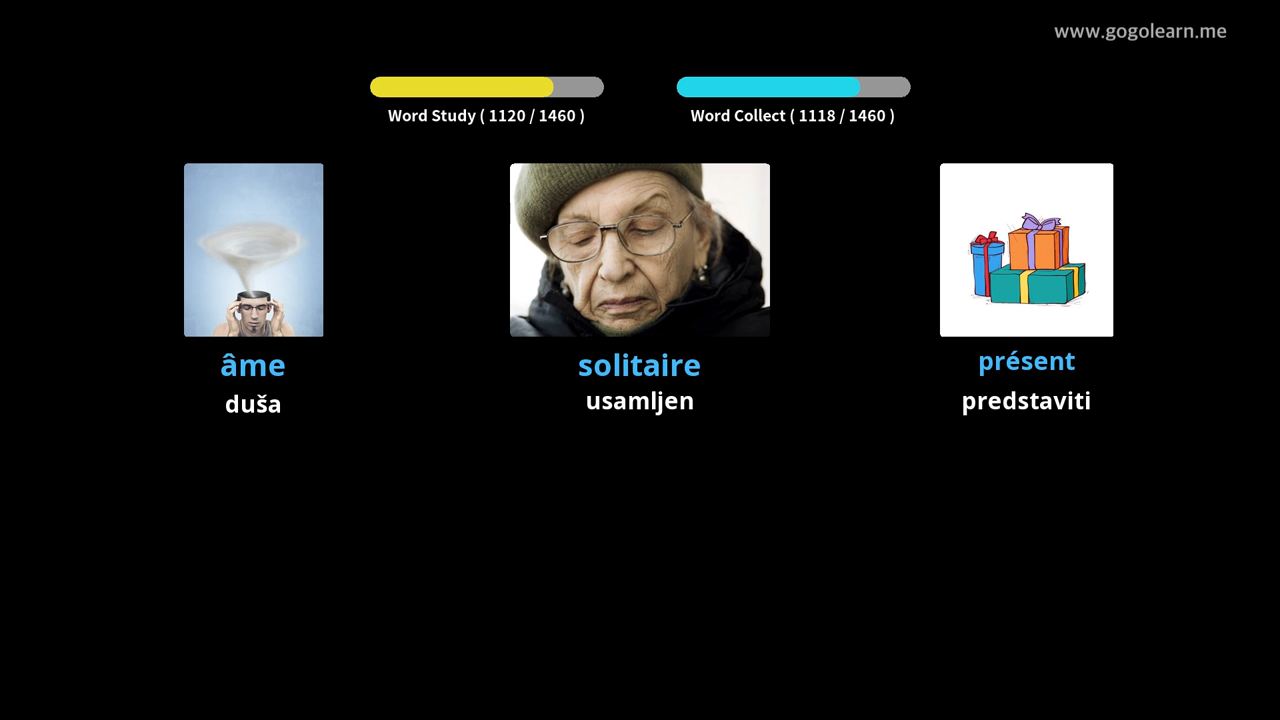 www.gogolearn.me
Word Study ( 1120 / 1460 )
Word Collect ( 1118 / 1460 )
âme
duša
solitaire
usamljen
présent
predstaviti